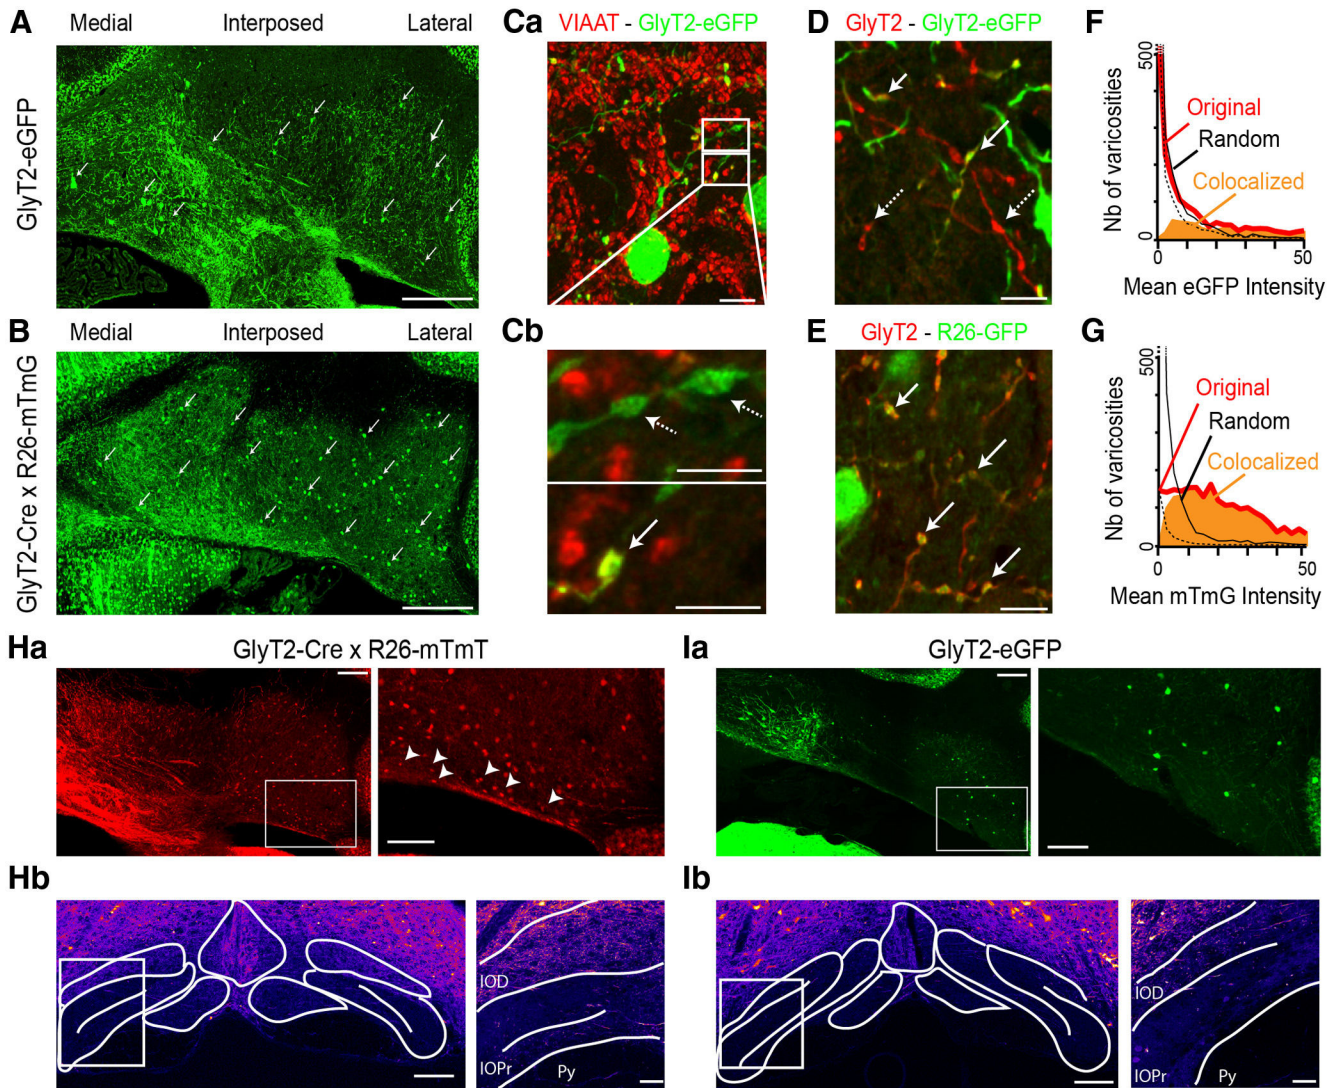 A Medial Interposed Lateral
GlyT2-eGFP
B Medial Interposed Lateral
GlyT2-Cre x R26-mTmG
Ca VIAAT - GlyT2-eGFP
Cb
D GlyT2 - GlyT2-eGFP
E GlyT2 - R26-GFP
F
500
Nb of varicosities
Original
Random
Colocalized
0
0 50
Mean eGFP Intensity
G
500
Nb of varicosities
Original
Random
Colocalized
0
0 50
Mean mTmG Intensity
Ha GlyT2-Cre x R26-mTmT
Ia GlyT2-eGFP
Hb
IOD
IOPr Py
Ib
IOD
IOPr Py